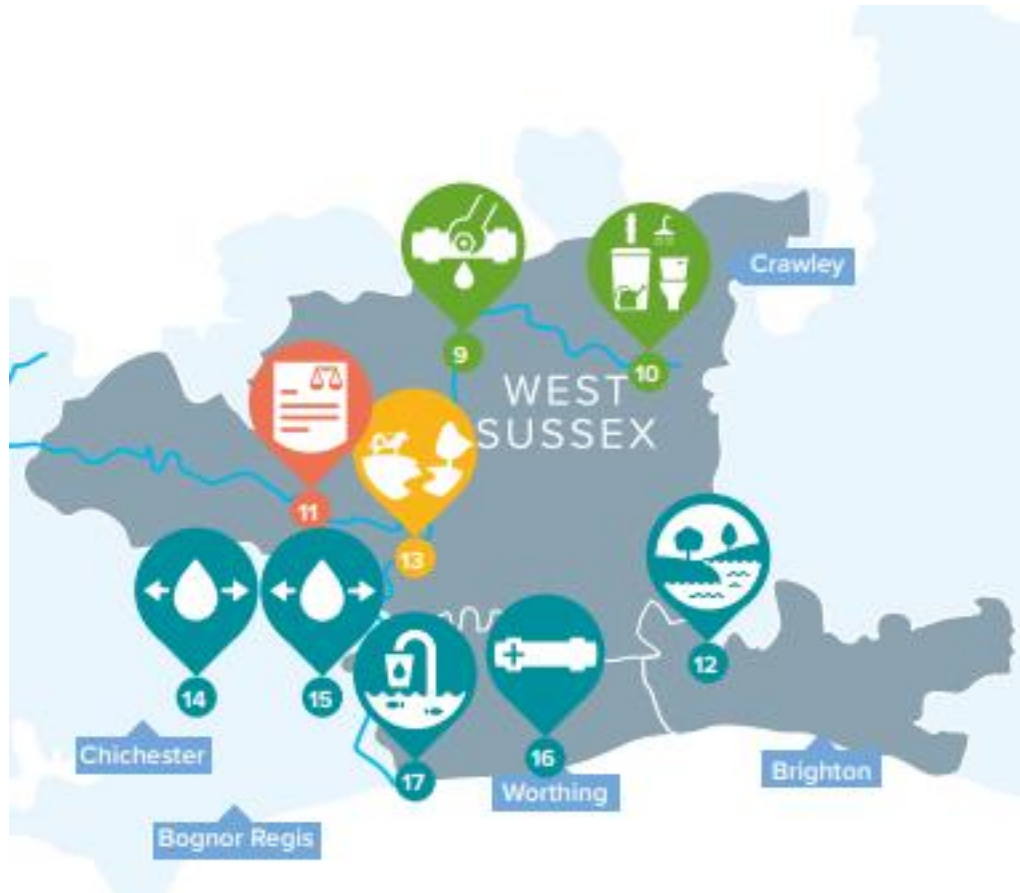 Crawley
9
10
WEST
SUSSEX
11
13
12
14
15
16
17
Chichester
Worthing
Brighton
Bognor Regis